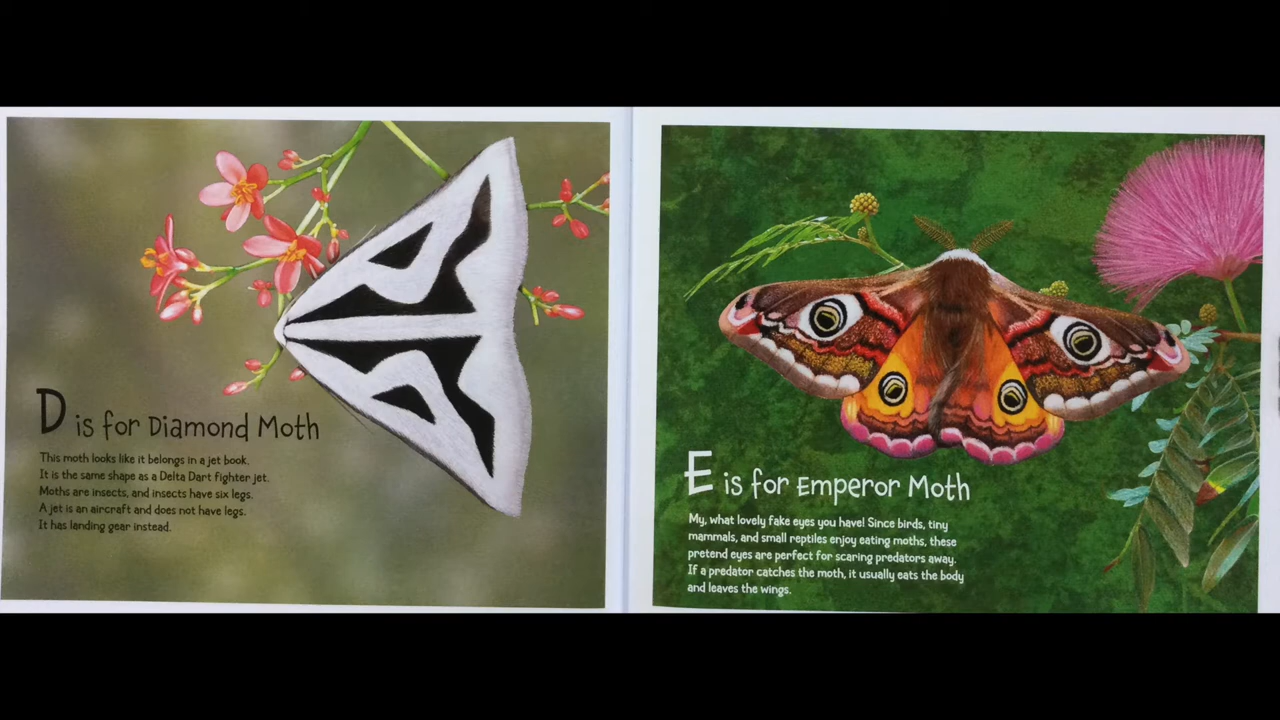 D is for Diamond Moth
This moth looks like it belongs in a jet book.
It is the same shape as a Delta Dart fighter jet.
Moths are insects, and insects have six legs.
A jet is an aircraft and does not have legs.
It has landing gear instead.
E is for Emperor Moth
My, what lovely fake eyes you have! Since birds, tiny
mammals, and small reptiles enjoy eating moths, these
pretend eyes are perfect for scaring predators away.
If a predator catches the moth, it usually eats the body
and leaves the wings.